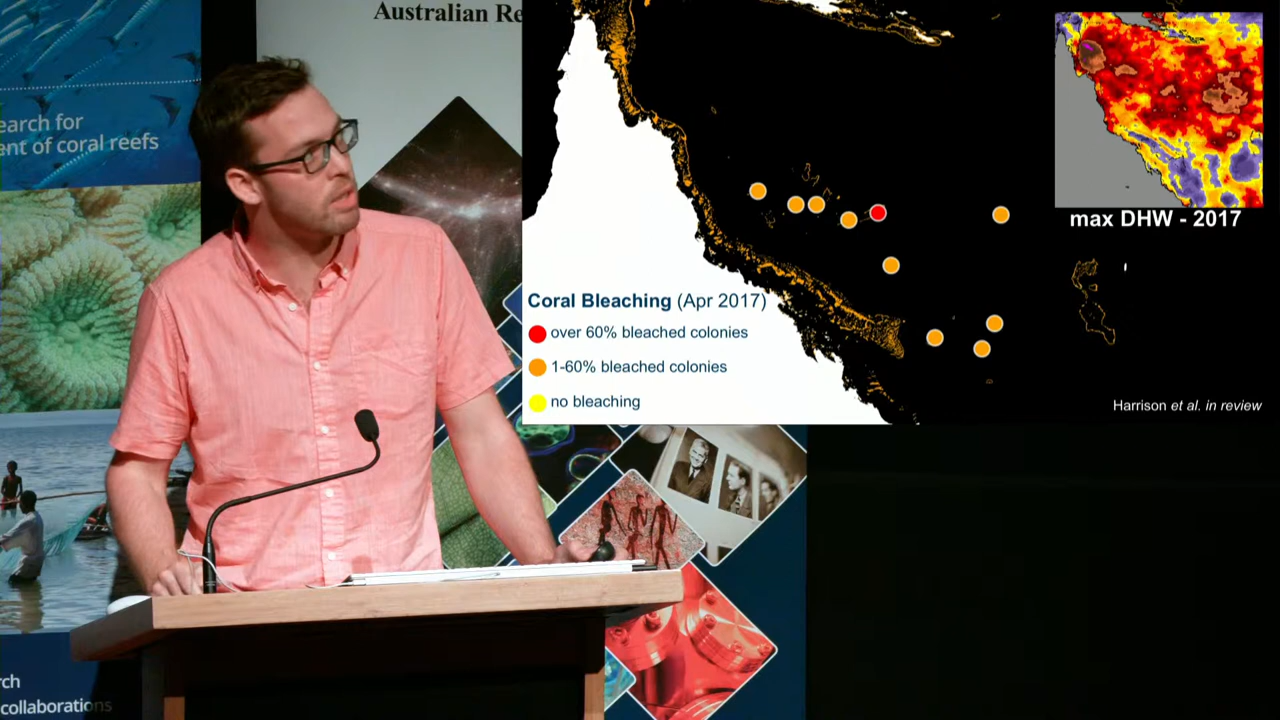 Australian Re
earch for
ent of coral reefs
max DHW - 2017
Coral Bleaching (Apr 2017)
over 60% bleached colonies
1-60% bleached colonies
no bleaching
Harrison et al. in review
rch
collaborations